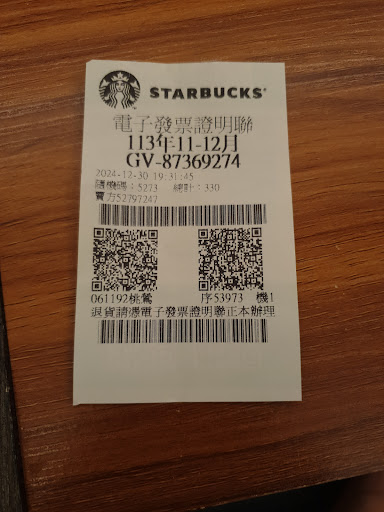 STARBUCKS
電子發票證明聯
113年11-12月
GV-87369274
2024-12-30 19:31:45
隨機碼：5273 總計：330
賣方52797247
061192桃鶯 序53973 機1
退貨請憑電子發票證明聯正本辦理